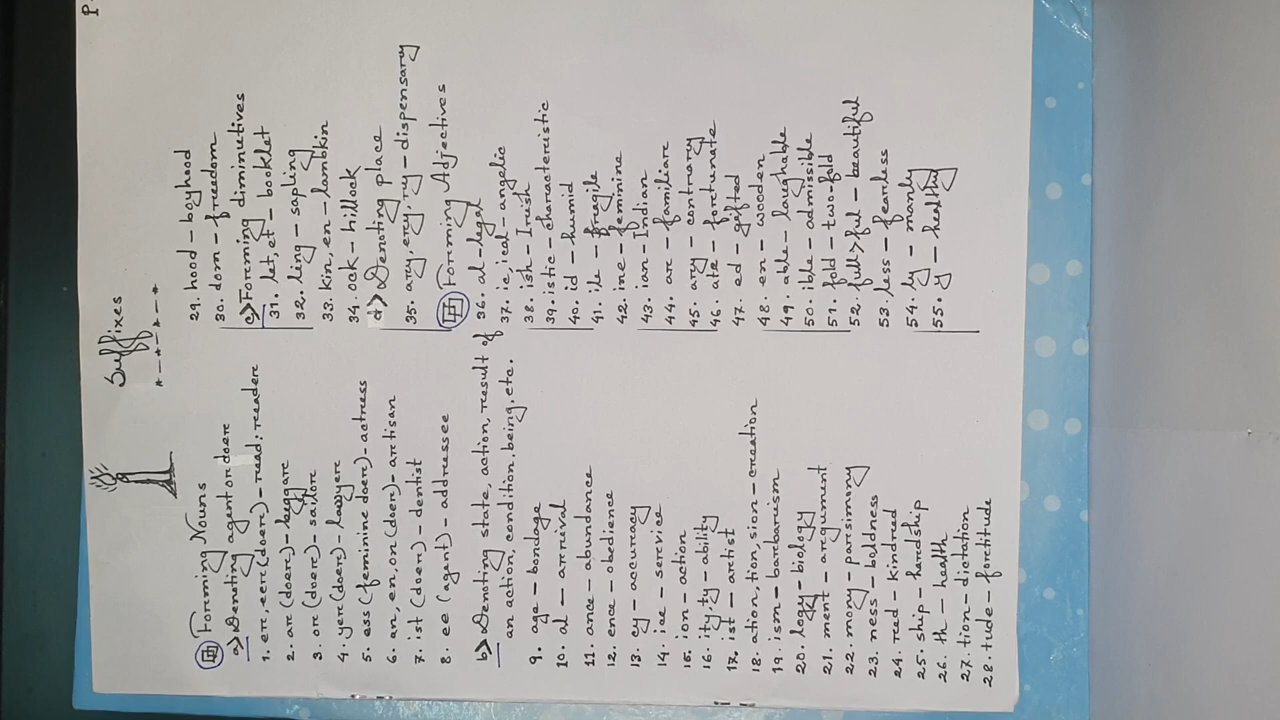 P.
Suffixes
Forming Nouns
a> Denoting agent or doer
1. er, eer (doer) - read; reader
2. ar (doer) - beggar
3. or (doer) - sailor
4. yer (doer) - lawyer
5. ess (feminine doer) - actress
6. an, en, on (doer) - artisan
7. ist (doer) - dentist
8. ee (agent) - addressee
b> Denoting state, action, result of
an action, condition, being, etc.
9. age - bondage
10. al - arrival
11. ance - abundance
12. ence - obedience
13. cy - accuracy
14. ice - service
15. ion - action
16. ity, ty - ability
17. ist - artist
18. ation, tion, sion - creation
19. ism - barbarism
20. logy - biology
21. ment - argument
22. mony - parsimony
23. ness - boldness
24. red - kindred
25. ship - hardship
26. th - health
27. tion - dictation
28. tude - fortitude
29. hood - boyhood
30. dom - freedom
c> Forming diminutives
31. let, et - booklet
32. ling - sapling
33. kin, en - lambkin
34. ock - hillock
d> Denoting place
35. ary, ery, ry - dispensary
Forming Adjectives
36. al - legal
37. ic, ical - angelic
38. ish - Irish
39. istic - characteristic
40. id - humid
41. ile - fragile
42. ine - feminine
43. ian - Indian
44. ar - familiar
45. ary - contrary
46. ate - fortunate
47. ed - gifted
48. en - wooden
49. able - laughable
50. ible - admissible
51. fold - two-fold
52. full > ful - beautiful
53. less - fearless
54. ly - manly
55. y - healthy